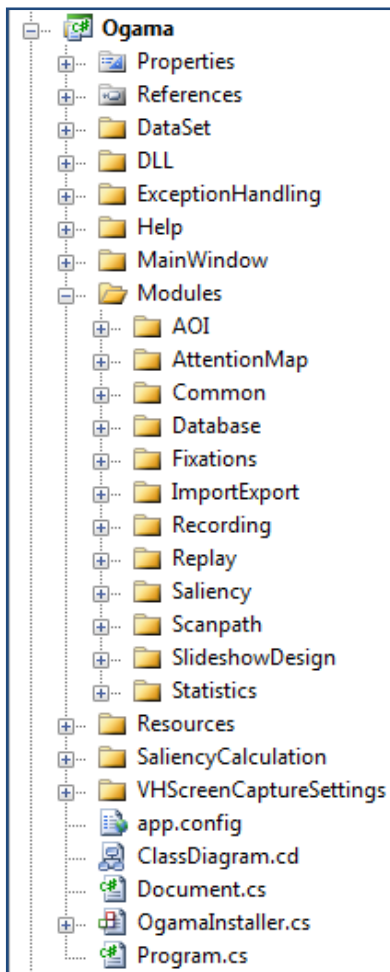 Ogama
Properties
References
DataSet
DLL
ExceptionHandling
Help
MainWindow
Modules
AOI
AttentionMap
Common
Database
Fixations
ImportExport
Recording
Replay
Saliency
Scanpath
SlideshowDesign
Statistics
Resources
SaliencyCalculation
VHScreenCaptureSettings
app.config
ClassDiagram.cd
Document.cs
OgamaInstaller.cs
Program.cs